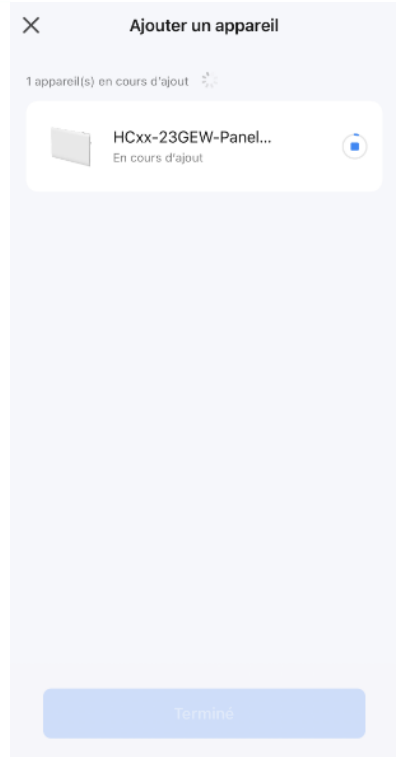 Ajouter un appareil
1 appareil(s) en cours d'ajout
HCxx-23GEW-Panel...
En cours d'ajout
Terminé